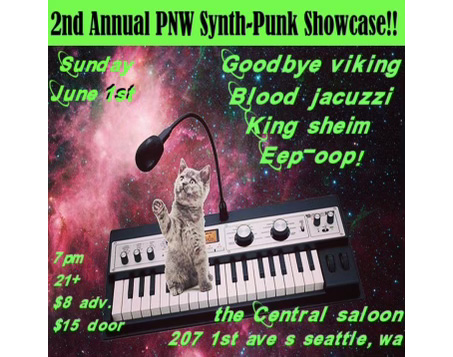 2nd Annual PNW Synth-Punk Showcase!!
Sunday
June 1st
Goodbye viking
Blood jacuzzi
King sheim
Eep-oop!
7pm
21+
$8 adv.
$15 door
the Central saloon
207 1st ave s seattle, wa